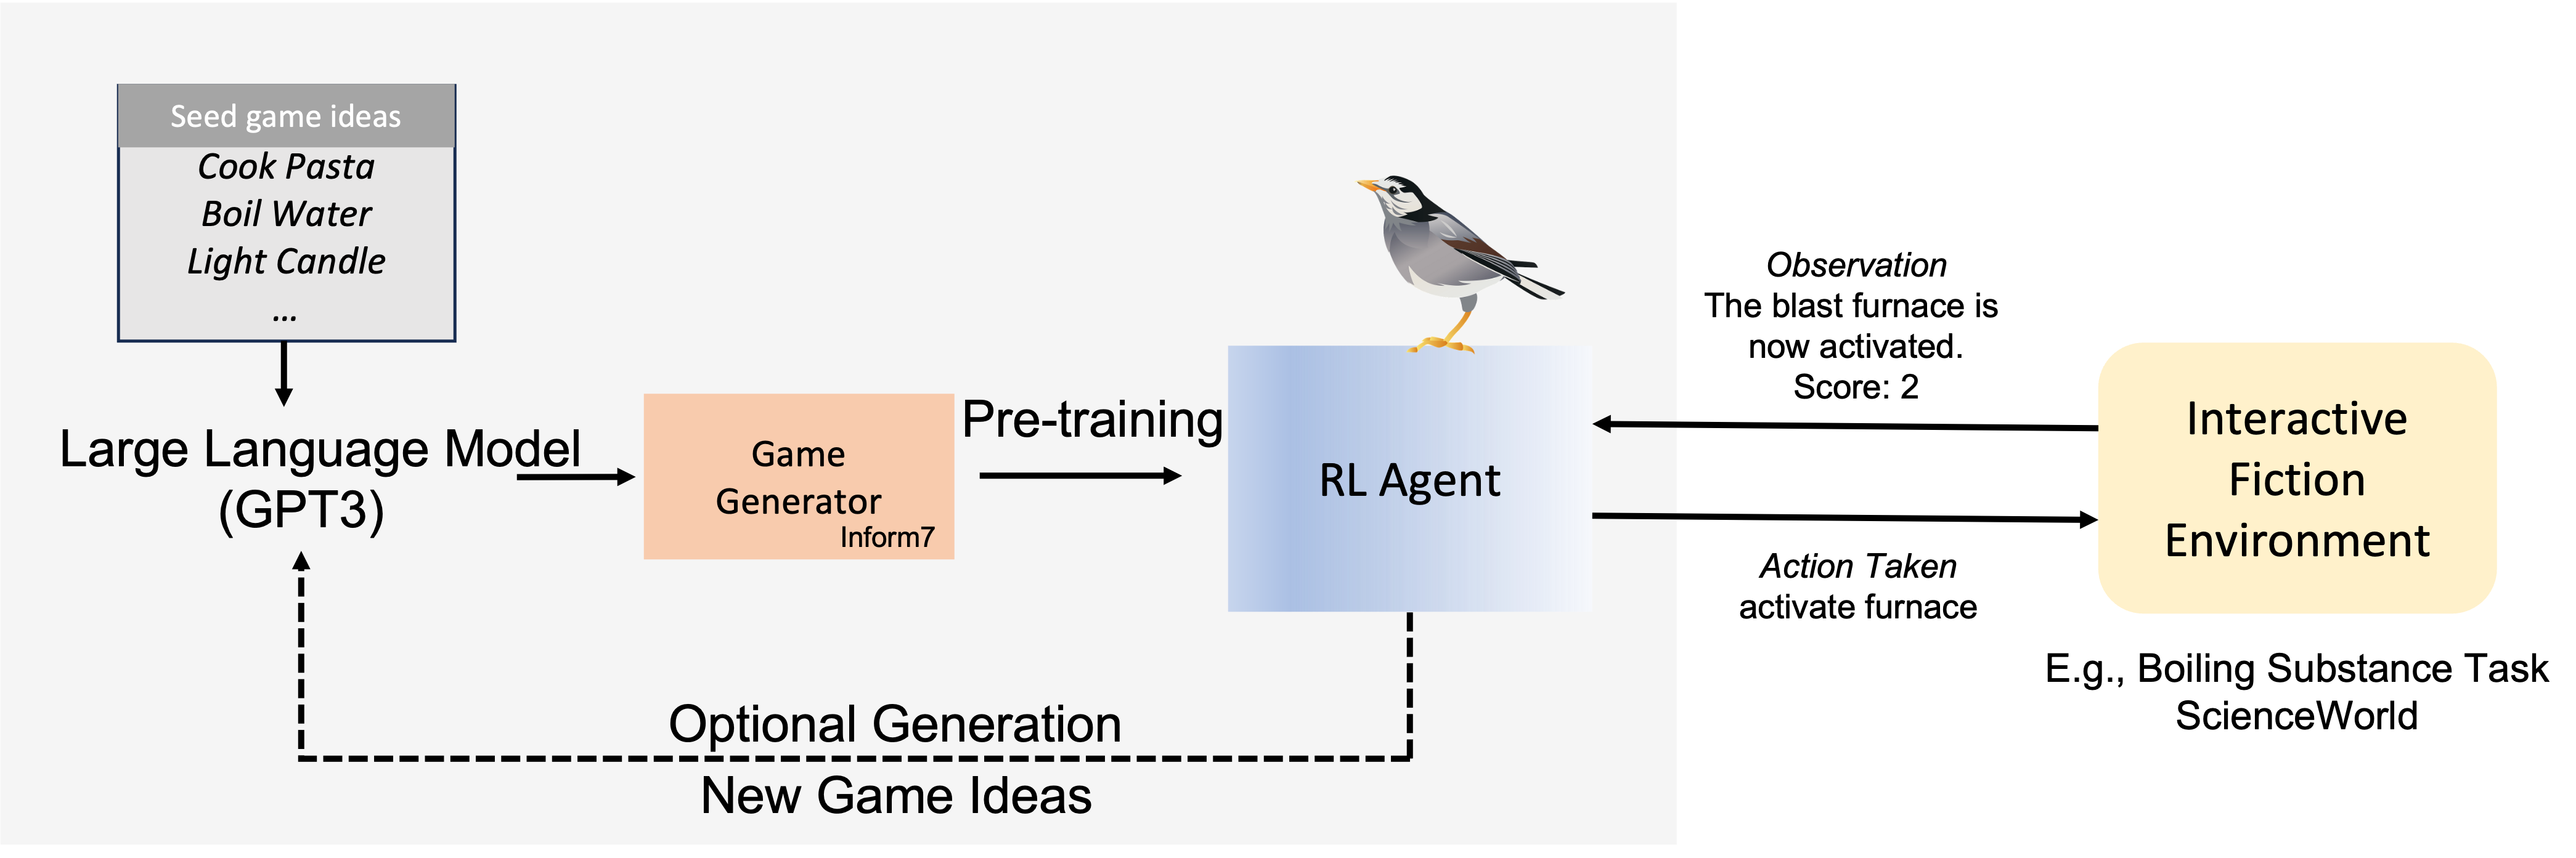 Seed game ideas
Cook Pasta
Boil Water
Light Candle
...
Large Language Model
(GPT3)
Game
Generator
Inform7
Pre-training
RL Agent
Observation
The blast furnace is
now activated.
Score: 2
Action Taken
activate furnace
Interactive
Fiction
Environment
E.g., Boiling Substance Task
ScienceWorld
Optional Generation
New Game Ideas